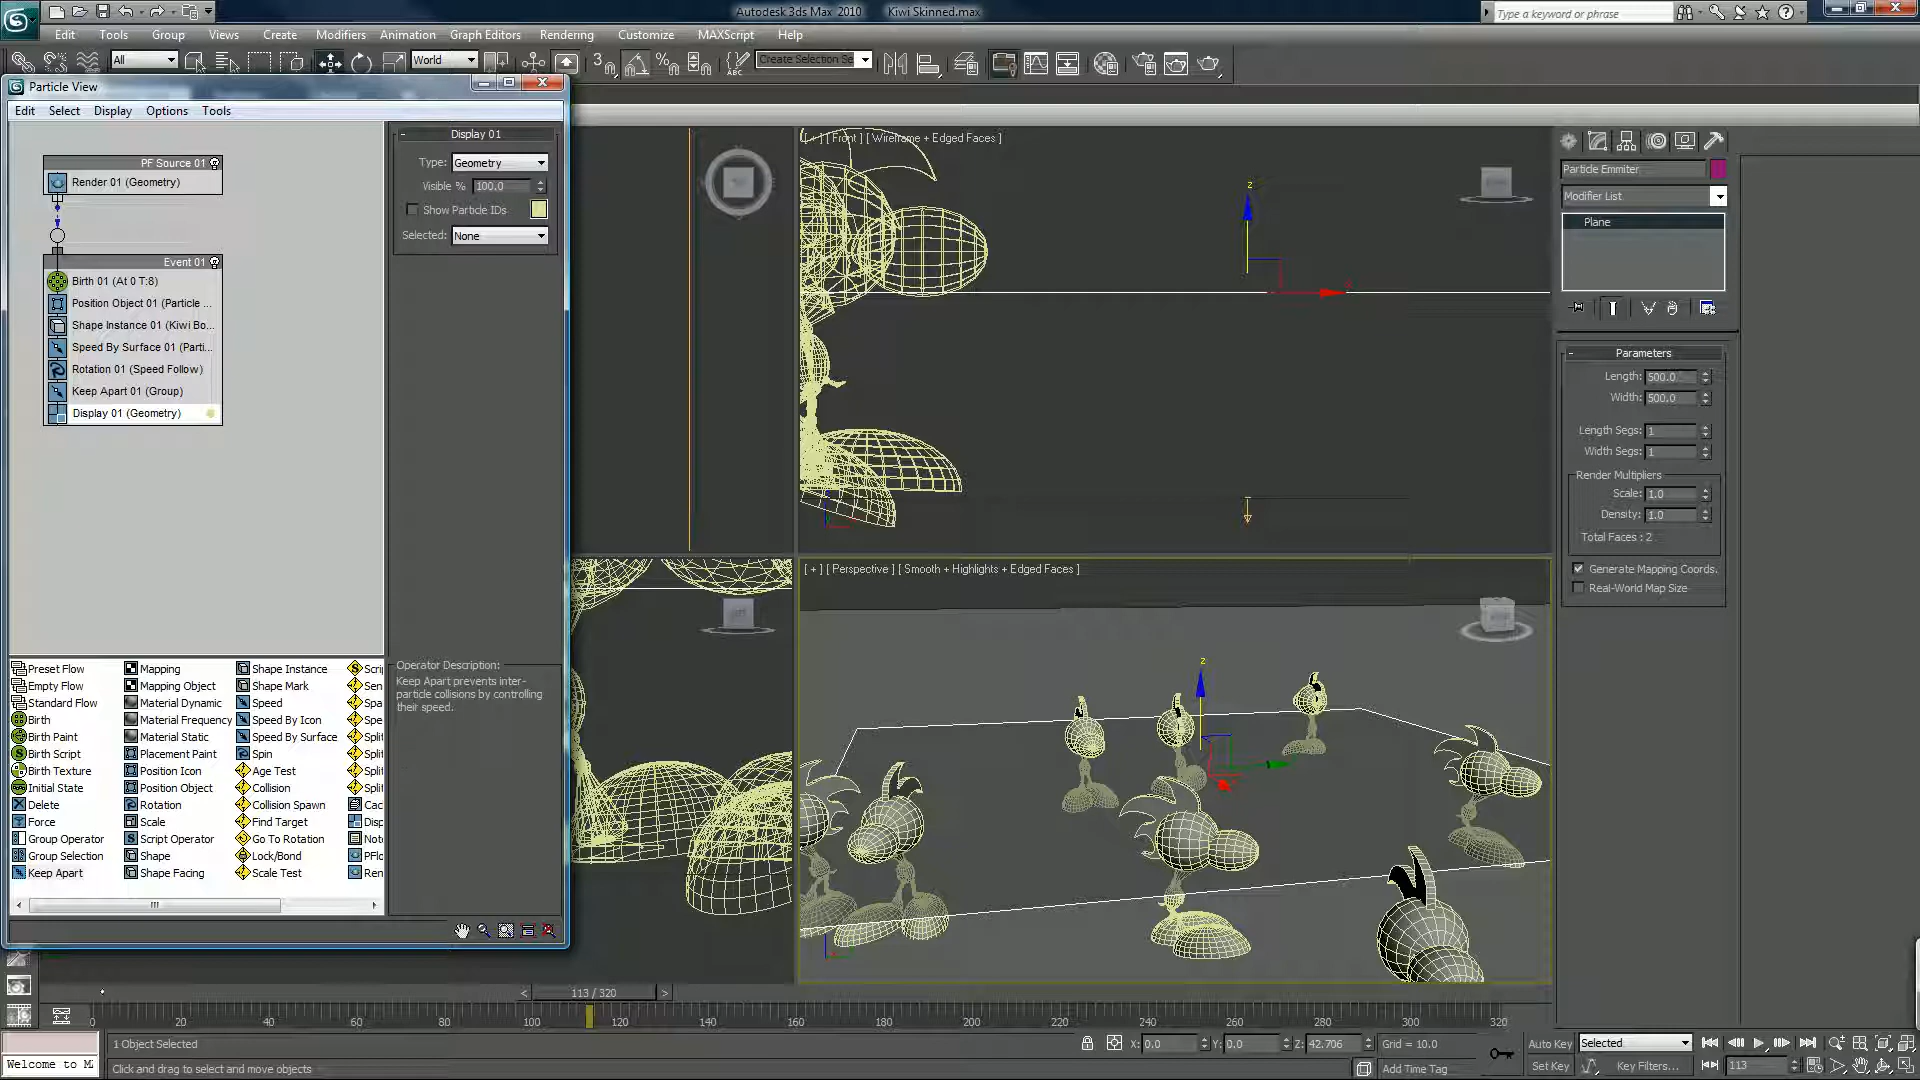 Autodesk 3ds Max 2010 Kiwi Skinned.max
Type a keyword or phrase
Edit Tools Group Views Create Modifiers Animation Graph Editors Rendering Customize MAXScript Help
All
World
Create Selection Se
Particle View
Edit Select Display Options Tools
PF Source 01
Render 01 (Geometry)
Event 01
Birth 01 (At 0 T:8)
Position Object 01 (Particle ...
Shape Instance 01 (Kiwi Bo...
Speed By Surface 01 (Parti...
Rotation 01 (Speed Follow)
Keep Apart 01 (Group)
Display 01 (Geometry)
Display 01
Type: Geometry
Visible % 100.0
Show Particle IDs
Selected: None
Operator Description:
Keep Apart prevents inter-
particle collisions by controlling
their speed.
Preset Flow
Empty Flow
Standard Flow
Birth
Birth Paint
Birth Script
Birth Texture
Initial State
Delete
Force
Group Operator
Group Selection
Keep Apart
Mapping
Mapping Object
Material Dynamic
Material Frequency
Material Static
Placement Paint
Position Icon
Position Object
Rotation
Scale
Script Operator
Shape
Shape Facing
Shape Instance
Shape Mark
Speed
Speed By Icon
Speed By Surface
Spin
Age Test
Collision
Collision Spawn
Find Target
Go To Rotation
Lock/Bond
Scale Test
Scri
Sen
Spa
Spe
Split
Split
Split
Split
Cac
Disp
Not
PFlo
Ren
[ + ] [ Front ] [ Wireframe + Edged Faces ]
z
[ + ] [ Perspective ] [ Smooth + Highlights + Edged Faces ]
z
Particle Emmiter
Modifier List
Plane
Parameters
Length: 500.0
Width: 500.0
Length Segs: 1
Width Segs: 1
Render Multipliers
Scale: 1.0
Density: 1.0
Total Faces : 2
Generate Mapping Coords.
Real-World Map Size
113 / 320
0 20 40 60 80 100 120 140 160 180 200 220 240 260 280 300 320
1 Object Selected
X: 0.0 Y: 0.0 Z: 42.706 Grid = 10.0
Auto Key Selected
Welcome to M
Click and drag to select and move objects
Add Time Tag
Set Key Key Filters... 113